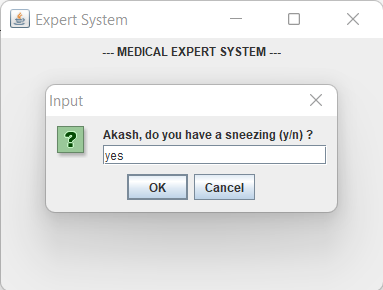 Expert System
--- MEDICAL EXPERT SYSTEM ---
Input
Akash, do you have a sneezing (y/n) ?
yes
OK Cancel